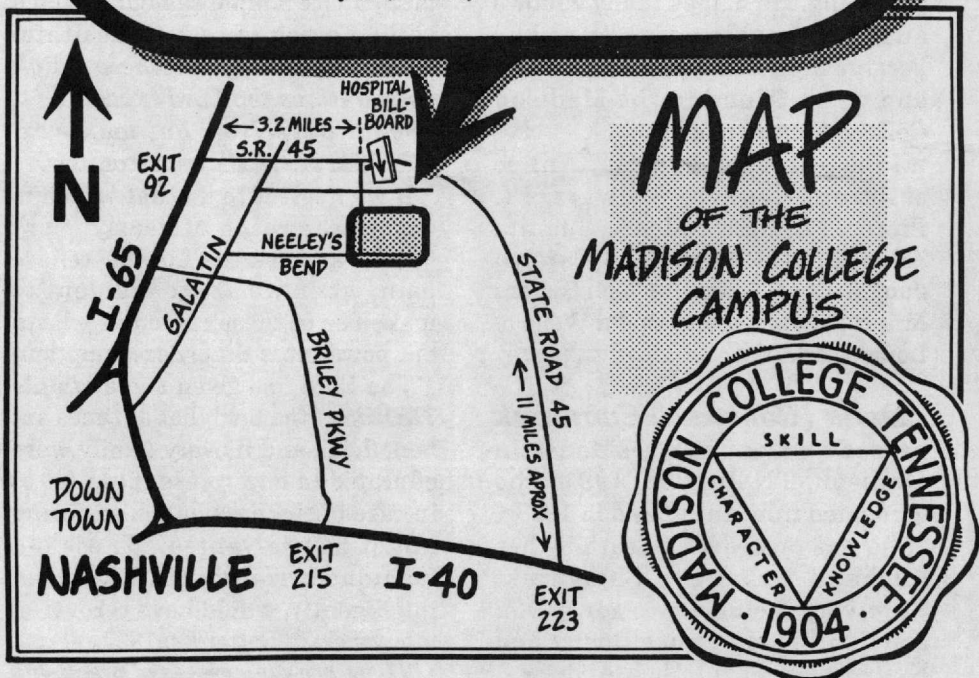 N
HOSPITAL
BILL-
BOARD
← 3.2 MILES →
S.R. 45
EXIT
92
I-65
GALATIN
NEELEY'S
BEND
BRILEY PKWY
STATE ROAD 45
← 11 MILES APROX →
DOWN
TOWN
NASHVILLE
EXIT
215
I-40
EXIT
223
MAP
OF THE
MADISON COLLEGE
CAMPUS
MADISON COLLEGE TENNESSEE
SKILL
CHARACTER
KNOWLEDGE
· 1904 ·